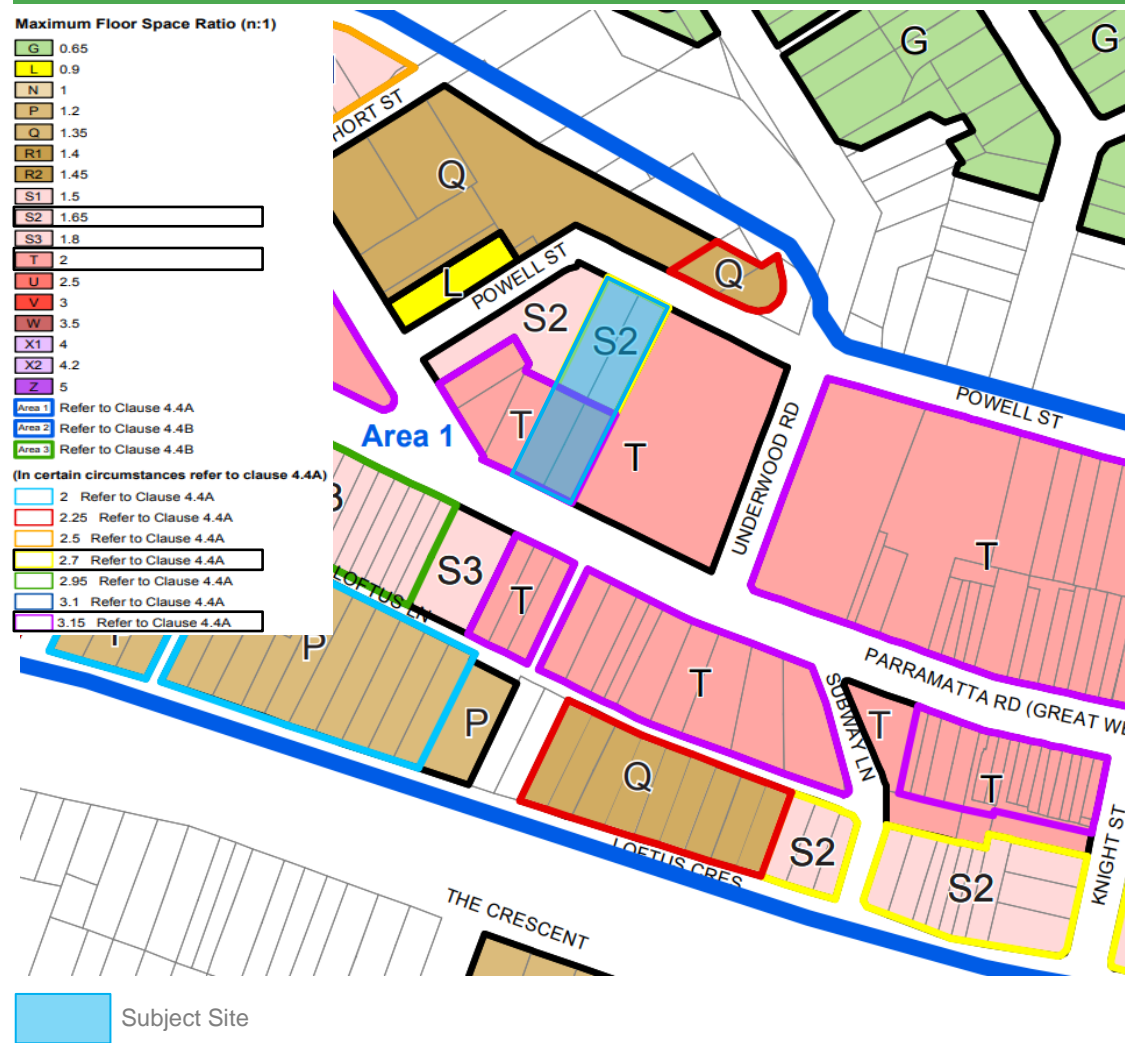 Maximum Floor Space Ratio (n:1)
G 0.65
L 0.9
N 1
P 1.2
Q 1.35
R1 1.4
R2 1.45
S1 1.5
S2 1.65
S3 1.8
T 2
U 2.5
V 3
W 3.5
X1 4
X2 4.2
Z 5
Area 1 Refer to Clause 4.4A
Area 2 Refer to Clause 4.4B
Area 3 Refer to Clause 4.4B
(In certain circumstances refer to clause 4.4A)
2 Refer to Clause 4.4A
2.25 Refer to Clause 4.4A
2.5 Refer to Clause 4.4A
2.7 Refer to Clause 4.4A
2.95 Refer to Clause 4.4A
3.1 Refer to Clause 4.4A
3.15 Refer to Clause 4.4A
G
G
HORT ST
Q
Q
L
POWELL ST
S2
S2
T
T
Area 1
UNDERWOOD RD
POWELL ST
T
3
S3
T
LOFTUS LN
P
P
T
SUBWAY LN
PARRAMATTA RD (GREAT WE
T
T
Q
S2
S2
LOFTUS CRES
KNIGHT ST
THE CRESCENT
Subject Site